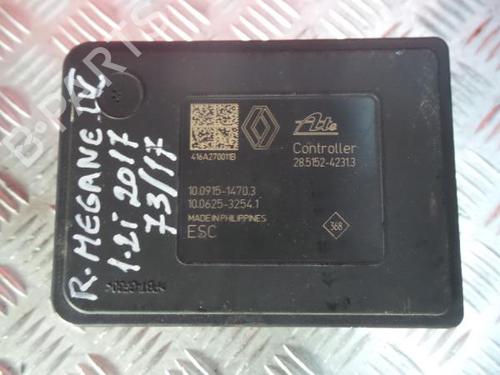 R. MEGANE IV
1.2i 2017
73/17
416A270011B
Ate
Controller
28.5152-4231.3
10.0915-1470.3
10.0625-3254.1
MADE IN PHILIPPINES
ESC
368
B-PARTS